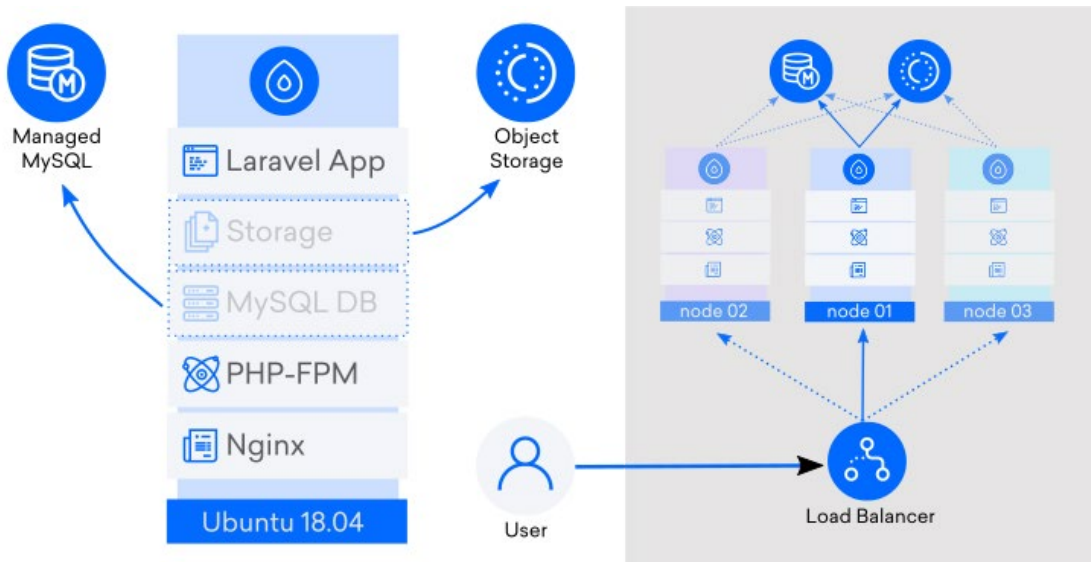 Managed
MySQL
M
Laravel App
Storage
MySQL DB
PHP-FPM
Nginx
Ubuntu 18.04
Object
Storage
User
M
node 02
node 01
node 03
Load Balancer